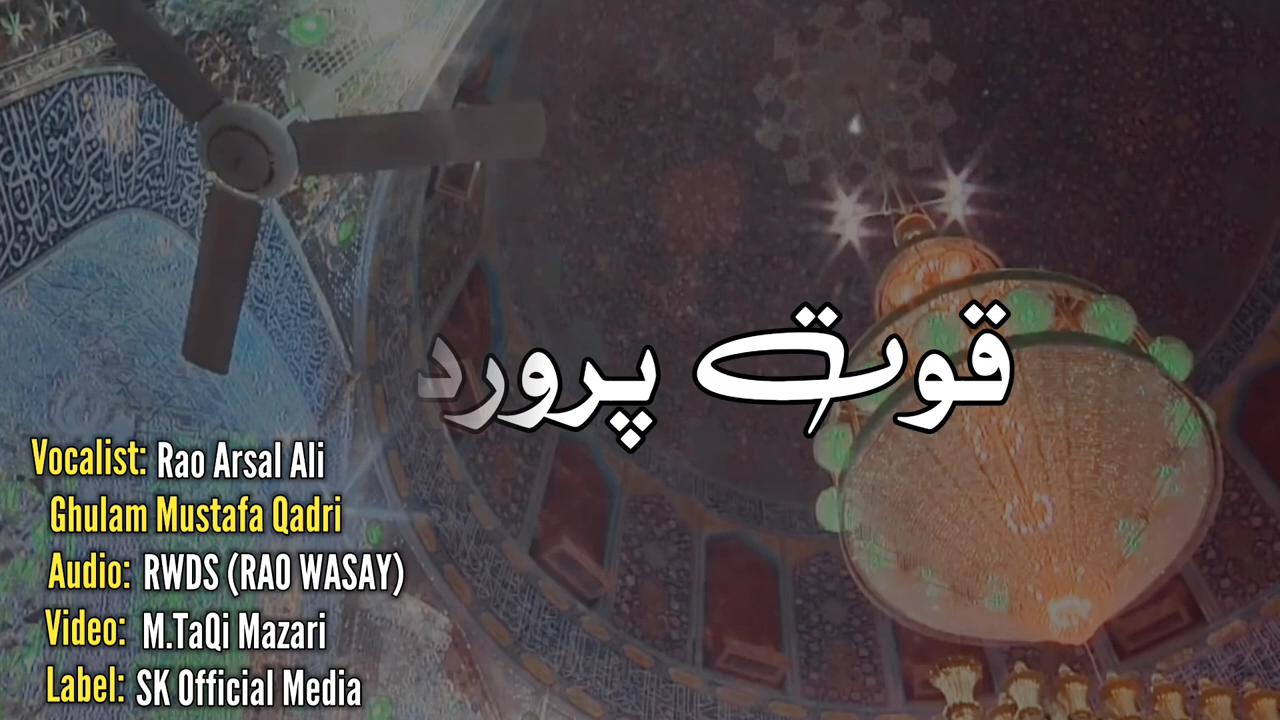 قوت پرورد
Vocalist: Rao Arsal Ali
Ghulam Mustafa Qadri
Audio: RWDS (RAO WASAY)
Video: M.TaQi Mazari
Label: SK Official Media